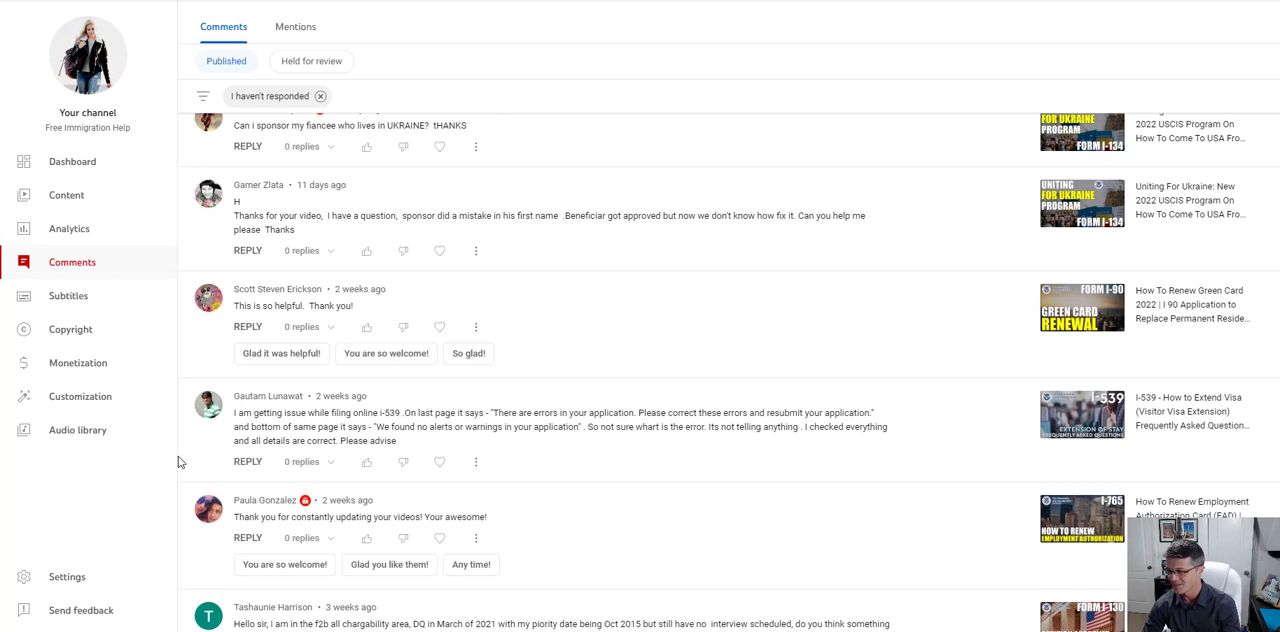 Comments
Mentions
Published
Held for review
I haven't responded
Your channel
Free Immigration Help
Dashboard
Content
Analytics
Comments
Subtitles
Copyright
Monetization
Customization
Audio library
Settings
Send feedback
Can i sponsor my fiancee who lives in UKRAINE? tHANKS
REPLY 0 replies
FOR UKRAINE
PROGRAM
FORM I-134
2022 USCIS Program On
How To Come To USA Fro...
Gamer Zlata • 11 days ago
H
Thanks for your video, I have a question, sponsor did a mistake in his first name .Beneficiar got approved but now we don't know how fix it. Can you help me
please Thanks
REPLY 0 replies
UNITING
FOR UKRAINE
PROGRAM
FORM I-134
Uniting For Ukraine: New
2022 USCIS Program On
How To Come To USA Fro...
Scott Steven Erickson • 2 weeks ago
This is so helpful. Thank you!
REPLY 0 replies
Glad it was helpful! You are so welcome! So glad!
FORM I-90
GREEN CARD
RENEWAL
How To Renew Green Card
2022 | I 90 Application to
Replace Permanent Reside...
Gautam Lunawat • 2 weeks ago
I am getting issue while filing online i-539 .On last page it says - "There are errors in your application. Please correct these errors and resubmit your application."
and bottom of same page it says - "We found no alerts or warnings in your application" . So not sure whart is the error. Its not telling anything . I checked everything
and all details are correct. Please advise
REPLY 0 replies
I-539
EXTENSION OF STAY
FREQUENTLY ASKED QUESTIONS
I-539 - How to Extend Visa
(Visitor Visa Extension)
Frequently Asked Question...
Paula Gonzalez • 2 weeks ago
Thank you for constantly updating your videos! Your awesome!
REPLY 0 replies
You are so welcome! Glad you like them! Any time!
I-765
HOW TO RENEW
EMPLOYMENT AUTHORIZATION
How To Renew Employment
Authorization Card (EAD) |
T
Tashaunie Harrison • 3 weeks ago
Hello sir, I am in the f2b all chargability area, DQ in March of 2021 with my piority date being Oct 2015 but still have no interview scheduled, do you think something
FORM I-130